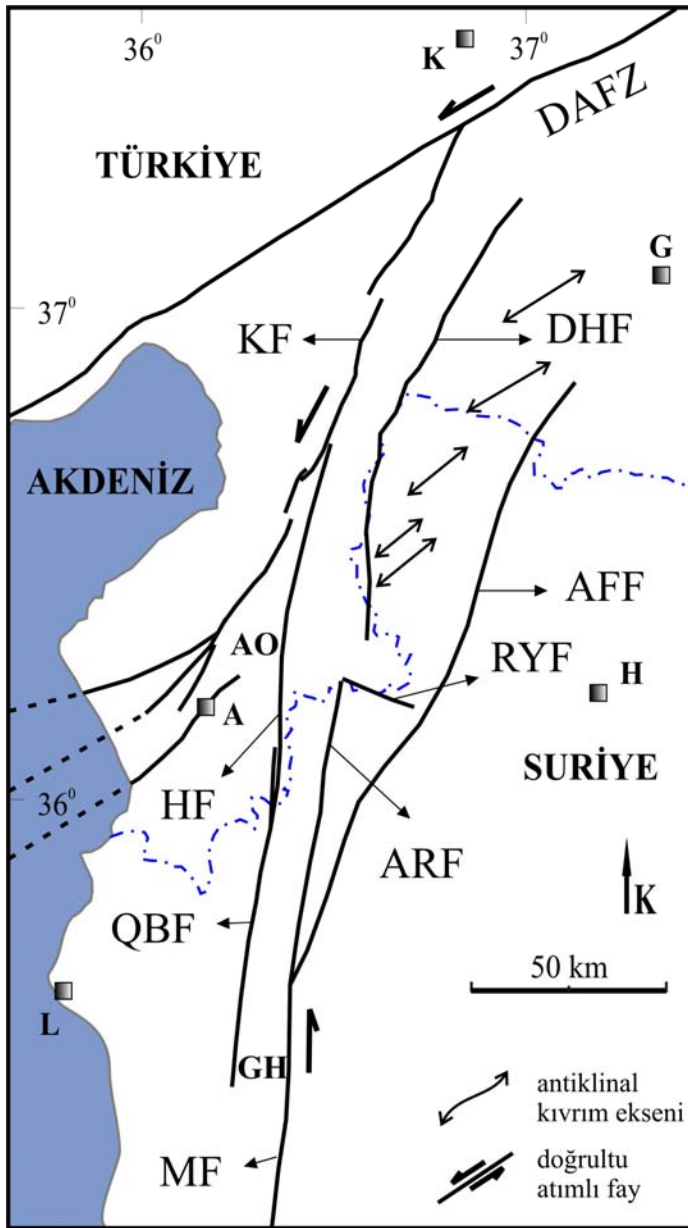 36⁰
37⁰
K
DAFZ
TÜRKİYE
G
37⁰
KF
DHF
AKDENİZ
AFF
AO
RYF
H
A
SURİYE
36⁰
HF
ARF
K
QBF
50 km
L
GH
antiklinal
kıvrım ekseni
MF
doğrultu
atımlı fay